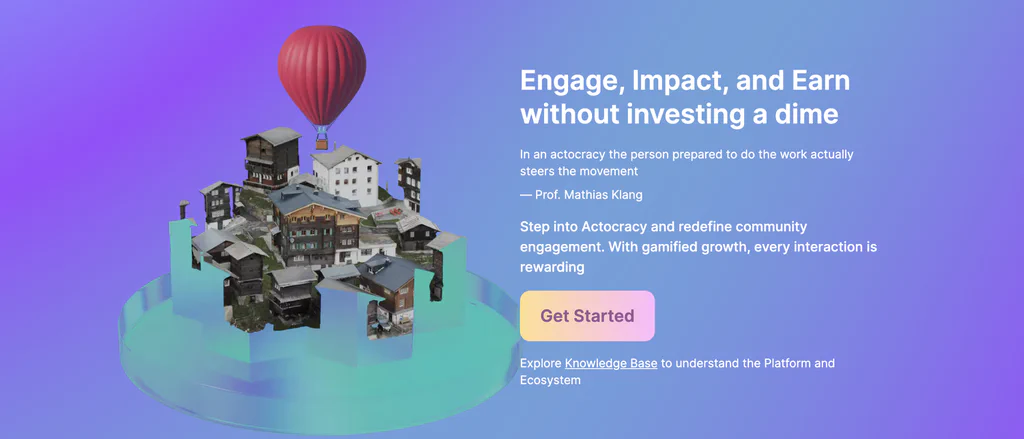 Engage, Impact, and Earn
without investing a dime
In an actocracy the person prepared to do the work actually
steers the movement
— Prof. Mathias Klang
Step into Actocracy and redefine community
engagement. With gamified growth, every interaction is
rewarding
Get Started
Explore Knowledge Base to understand the Platform and
Ecosystem